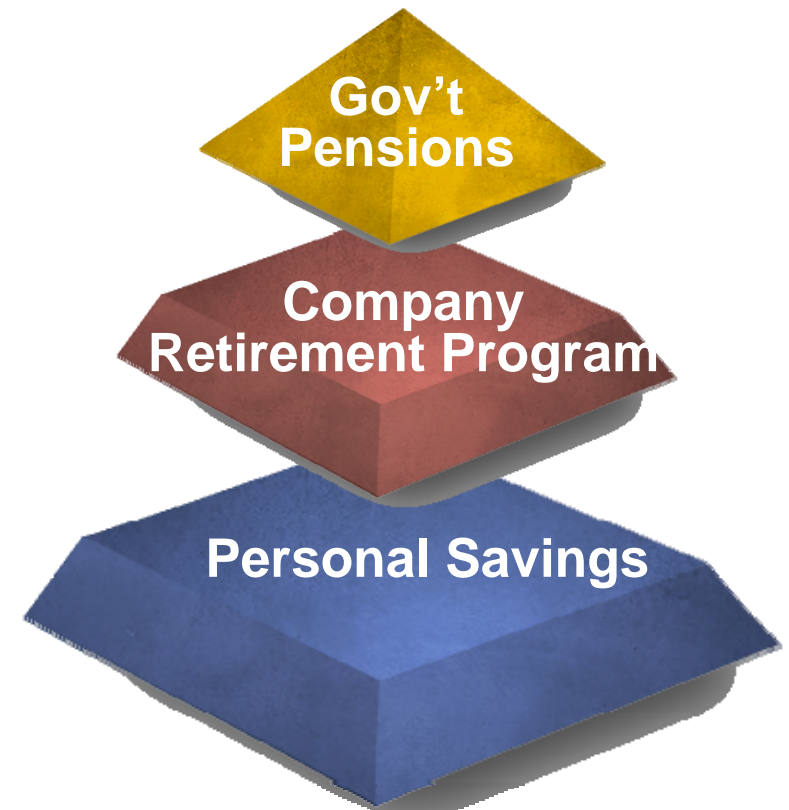 Gov’t
Pensions
Company
Retirement Program
Personal Savings